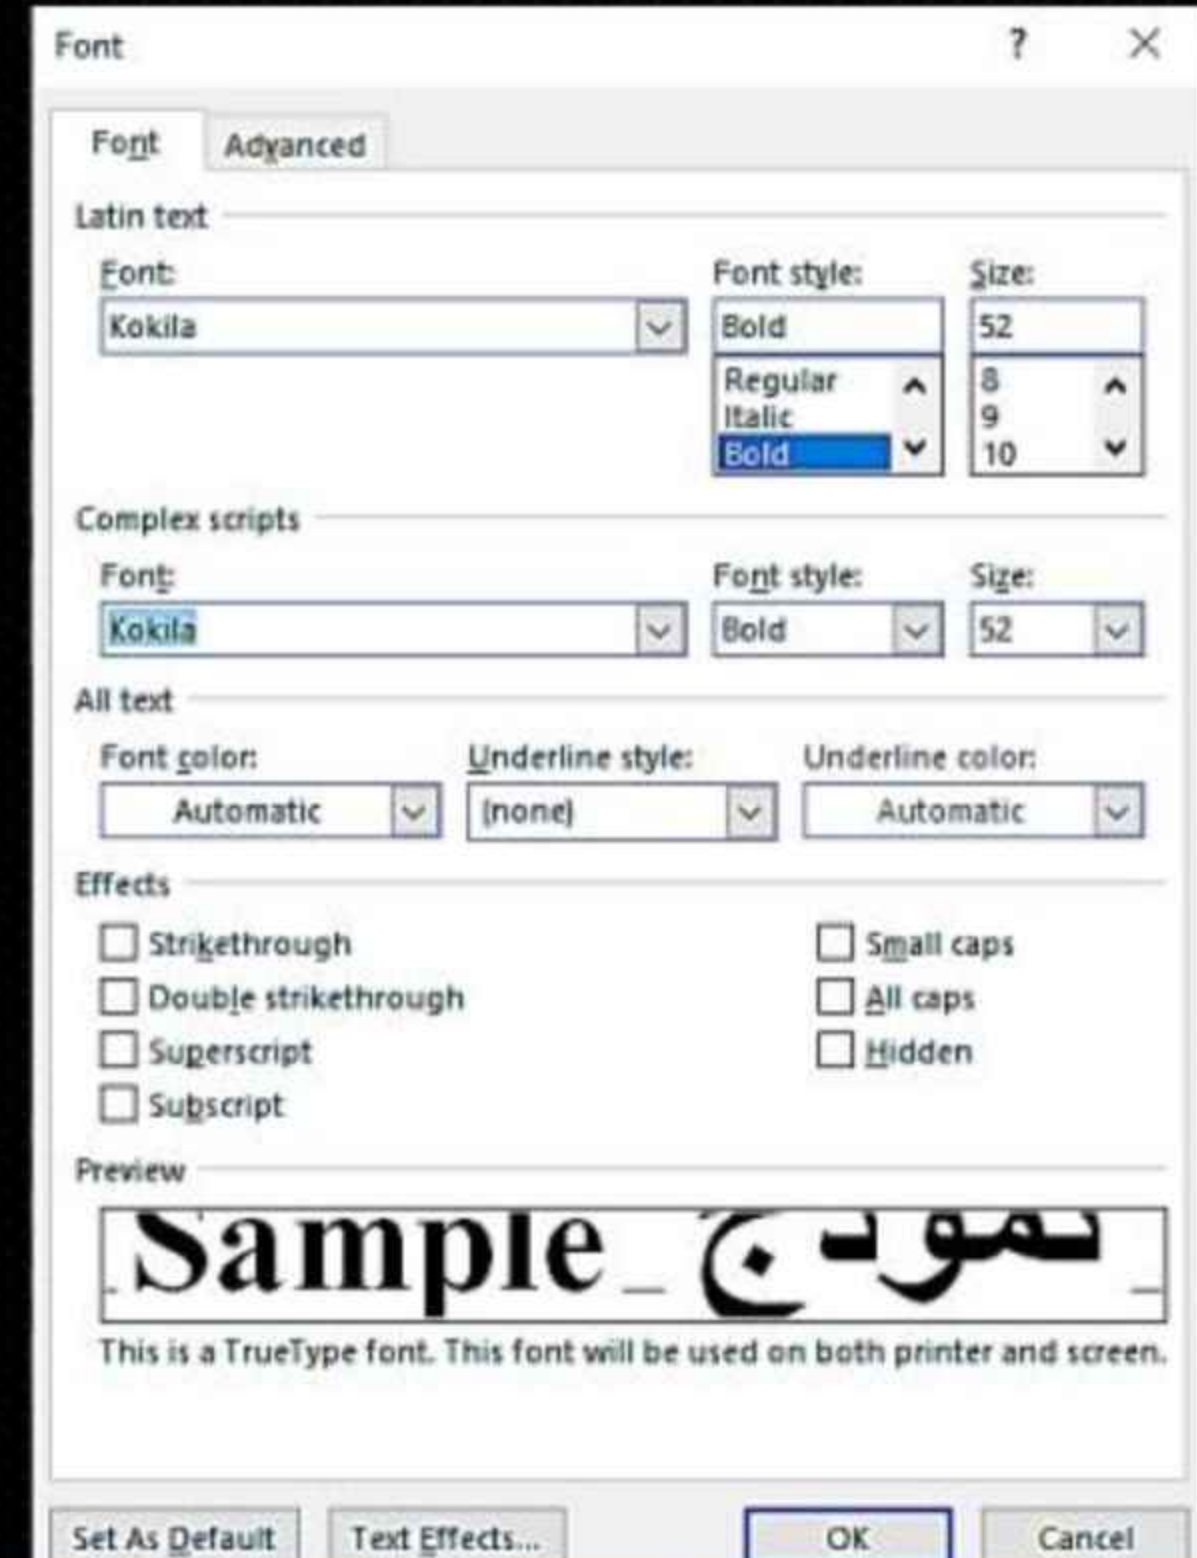 Font ?
Font Advanced
Latin text
Font: Font style: Size:
Kokila Bold 52
Regular 8
Italic 9
Bold 10
Complex scripts
Font: Font style: Size:
Kokila Bold 52
All text
Font color: Underline style: Underline color:
Automatic (none) Automatic
Effects
Strikethrough Small caps
Double strikethrough All caps
Superscript Hidden
Subscript
Preview
Sample نموذج
This is a TrueType font. This font will be used on both printer and screen.
Set As Default Text Effects... OK Cancel